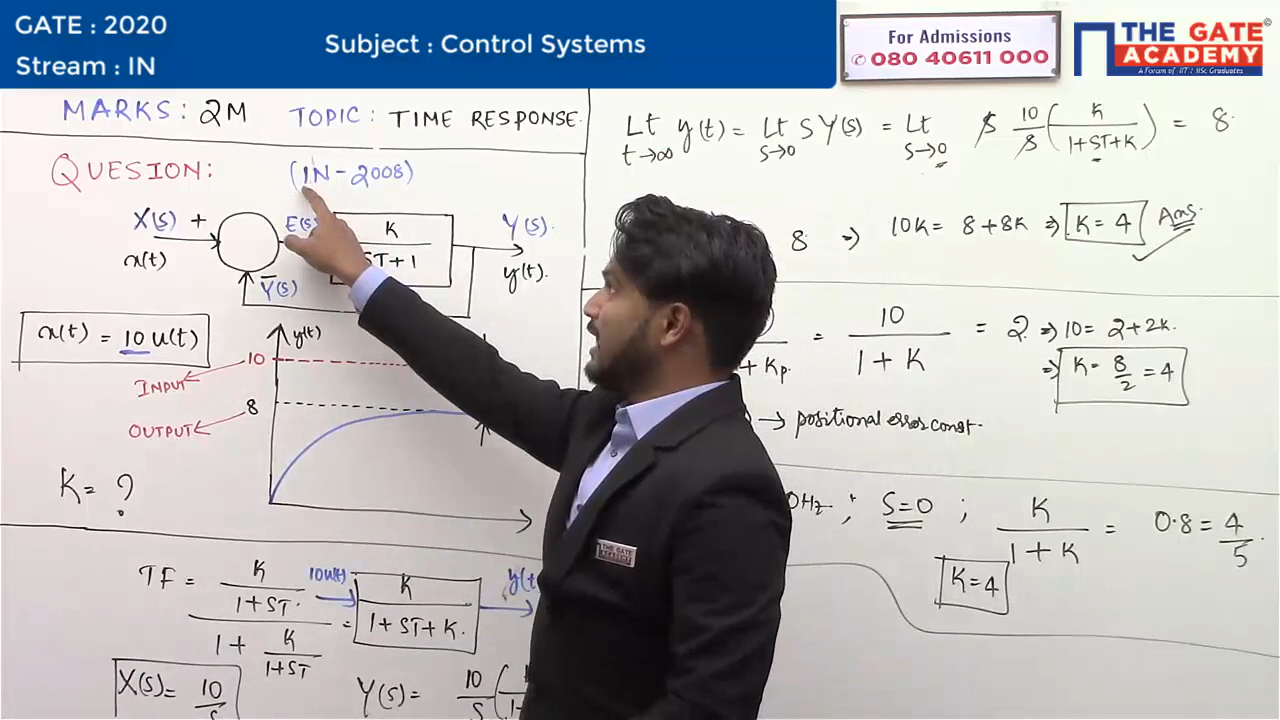 GATE : 2020
Stream : IN
Subject : Control Systems
For Admissions
080 40611 000
THE GATE ACADEMY
A Forum of IIT / IISc Graduates
MARKS: 2M TOPIC: TIME RESPONSE.
QUESION: (IN-2008)
X(s) + E(s) K Y(s)
x(t) ST+1 y(t).
- Y(s)
x(t) = 10 u(t)
y(t)
10
INPUT
8
OUTPUT
K = ?
TF = K / 1+ST. / 1 + K / 1+ST = 10u(t) K / 1+ST+K. y(t
X(s) = 10
Y(s) = 10 / S
Lt t→∞ y(t) = Lt s→0 S Y(s) = Lt s→0 $ 10 / $ ( K / 1+ST+K ) = 8
8 ⇒ 10K = 8+8K ⇒ K = 4 Ans.
+ Kp = 10 / 1 + K = 2 ⇒ 10 = 2+2K.
⇒ K = 8 / 2 = 4
→ positional error const.
0Hz ; S=0 ; K / 1+K = 0.8 = 4 / 5.
K=4
THE GATE ACADEMY